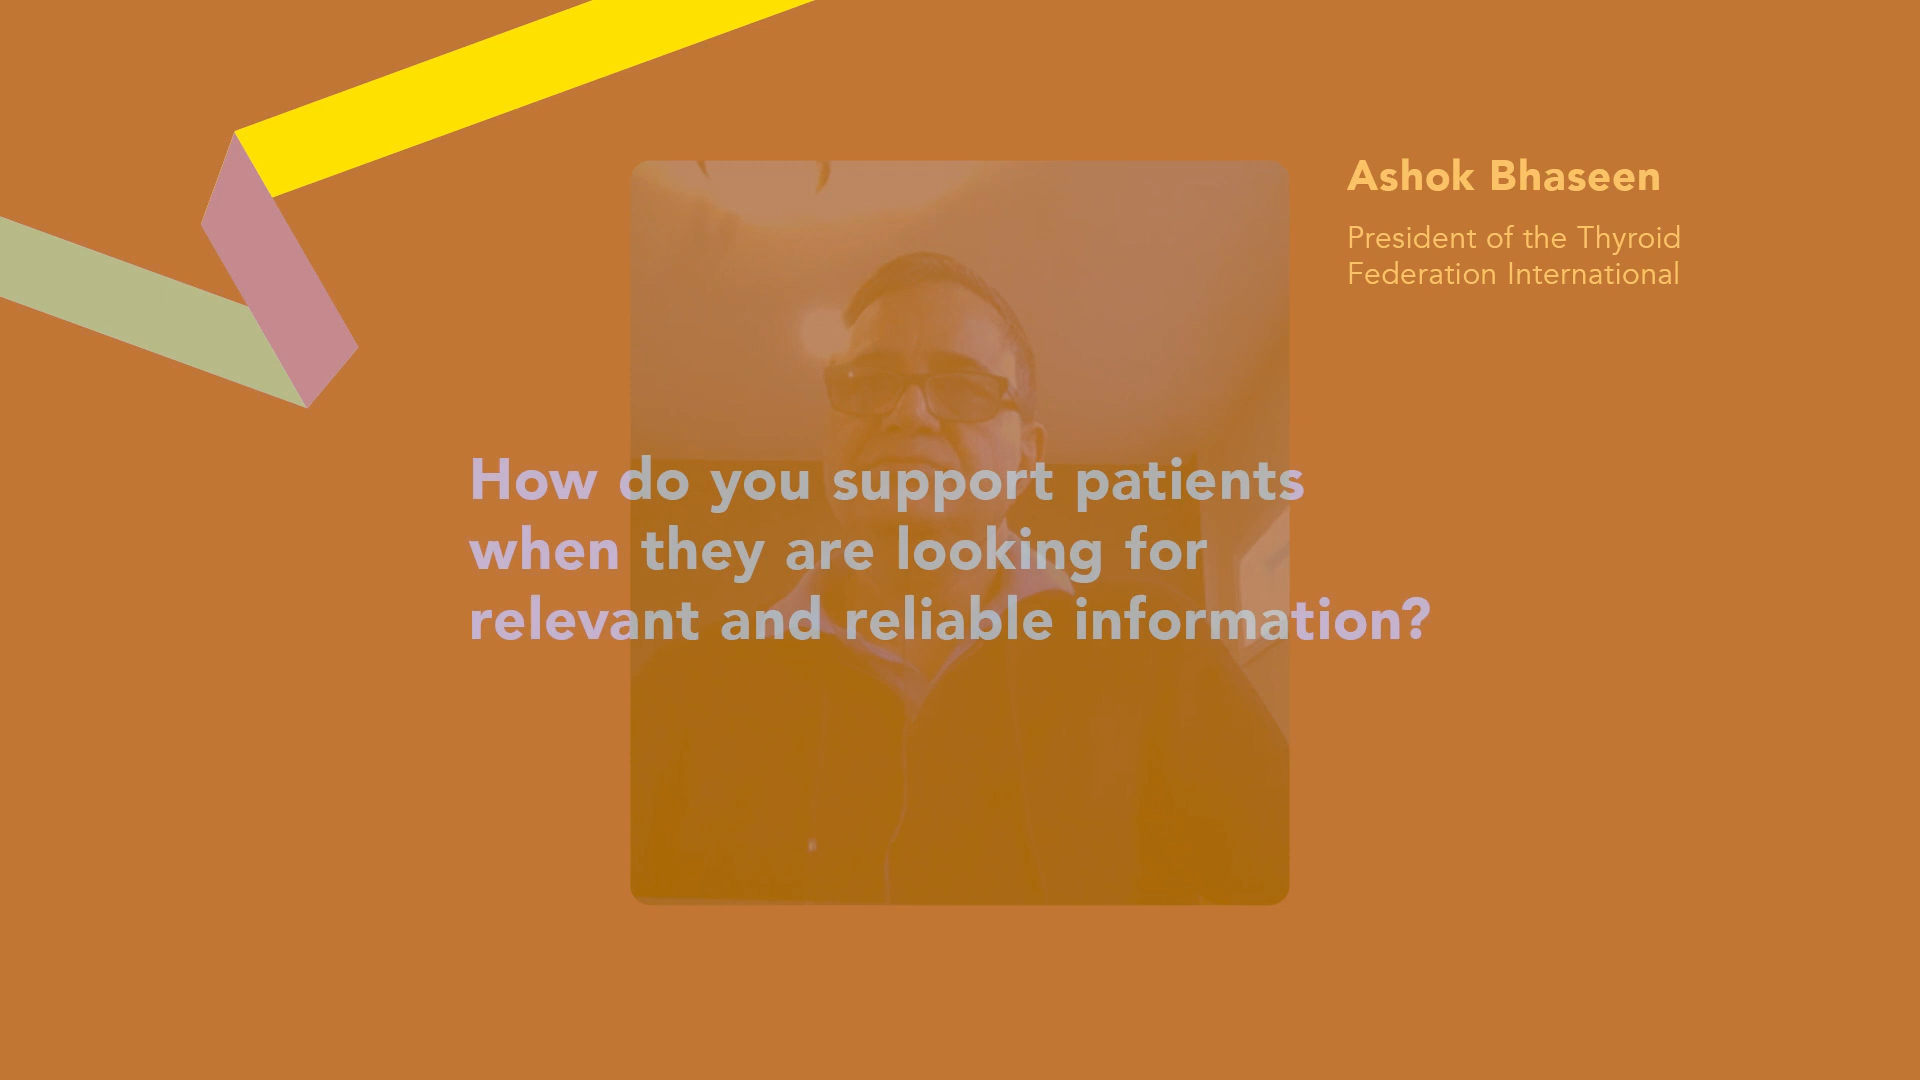 Ashok Bhaseen
President of the Thyroid
Federation International
How do you support patients
when they are looking for
relevant and reliable information?